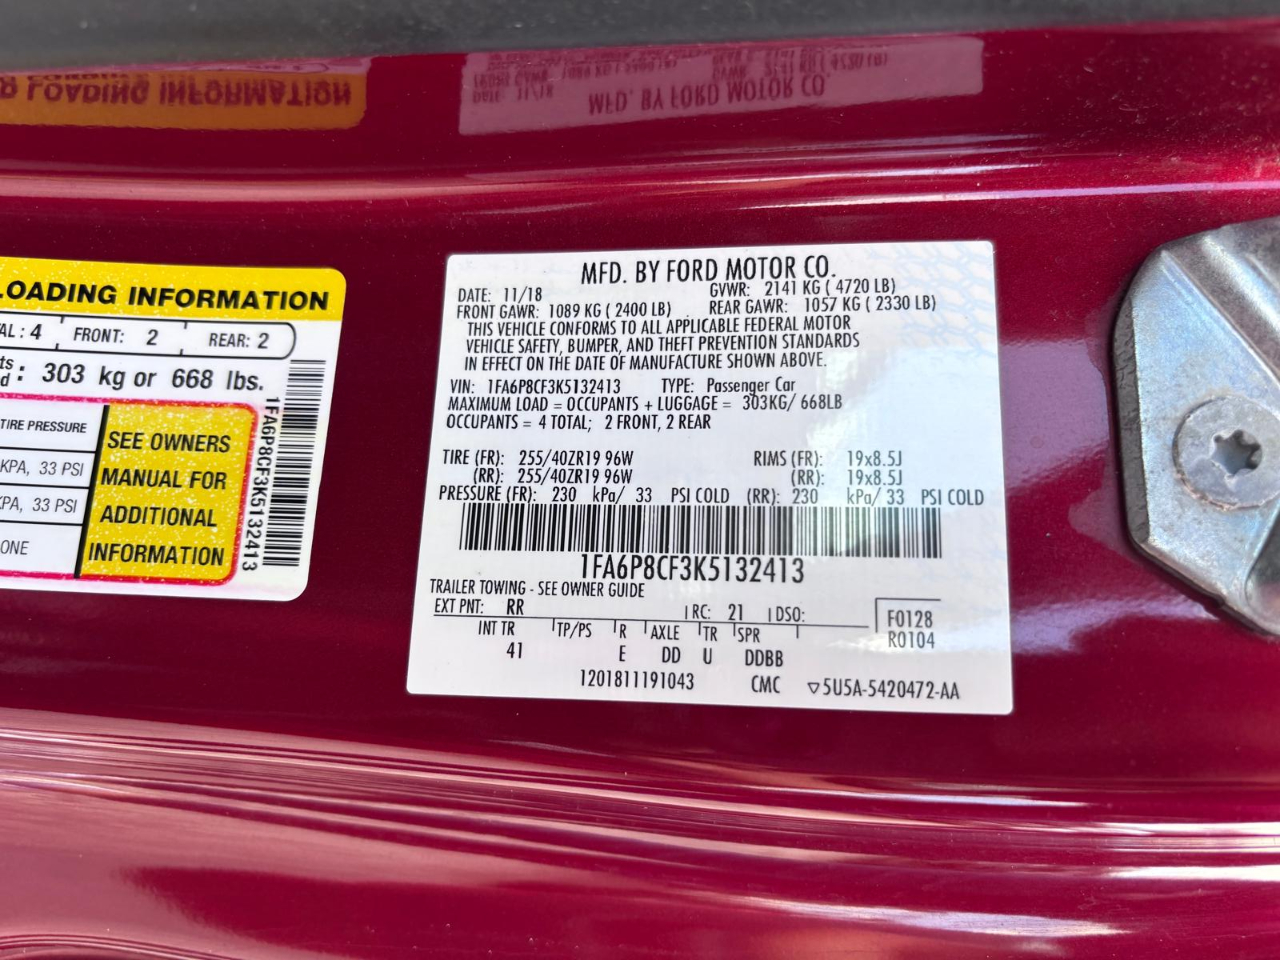 LOADING INFORMATION
AL: 4 FRONT: 2 REAR: 2
303 kg or 668 lbs.
TIRE PRESSURE
KPA, 33 PSI
KPA, 33 PSI
ONE
SEE OWNERS
MANUAL FOR
ADDITIONAL
INFORMATION
1FA6P8CF3K5132413
MFD. BY FORD MOTOR CO.
DATE: 11/18 GVWR: 2141 KG ( 4720 LB)
FRONT GAWR: 1089 KG ( 2400 LB) REAR GAWR: 1057 KG ( 2330 LB)
THIS VEHICLE CONFORMS TO ALL APPLICABLE FEDERAL MOTOR
VEHICLE SAFETY, BUMPER, AND THEFT PREVENTION STANDARDS
IN EFFECT ON THE DATE OF MANUFACTURE SHOWN ABOVE.
VIN: 1FA6P8CF3K5132413 TYPE: Passenger Car
MAXIMUM LOAD = OCCUPANTS + LUGGAGE = 303KG/ 668LB
OCCUPANTS = 4 TOTAL; 2 FRONT, 2 REAR
TIRE (FR): 255/40ZR19 96W RIMS (FR): 19x8.5J
(RR): 255/40ZR19 96W (RR): 19x8.5J
PRESSURE (FR): 230 kPa/ 33 PSI COLD (RR): 230 kPa/ 33 PSI COLD
1FA6P8CF3K5132413
TRAILER TOWING - SEE OWNER GUIDE
EXT PNT: RR RC: 21 DSO: F0128
R0104
INT TR TP/PS R AXLE TR SPR
41 E DD U DDBB
1201811191043 CMC ▽5U5A-5420472-AA